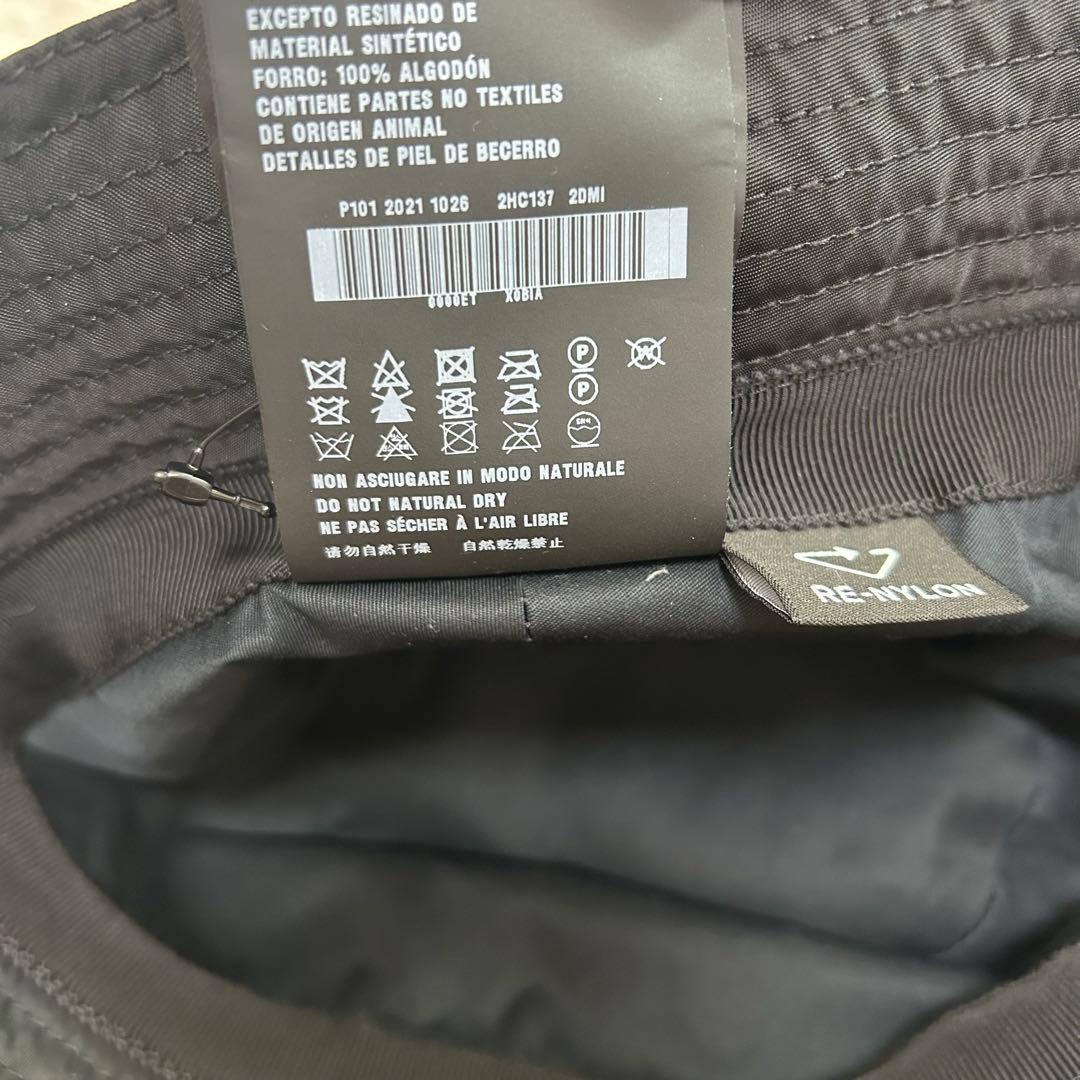 EXCEPTO RESINADO DE
MATERIAL SINTÉTICO
FORRO: 100% ALGODÓN
CONTIENE PARTES NO TEXTILES
DE ORIGEN ANIMAL
DETALLES DE PIEL DE BECERRO
P101 2021 1026 2HC137 2DMI
0000ET X0BIA
P
W
P
NON ASCIUGARE IN MODO NATURALE
DO NOT NATURAL DRY
NE PAS SÉCHER À L'AIR LIBRE
请勿自然干燥 自然乾燥禁止
RE-NYLON